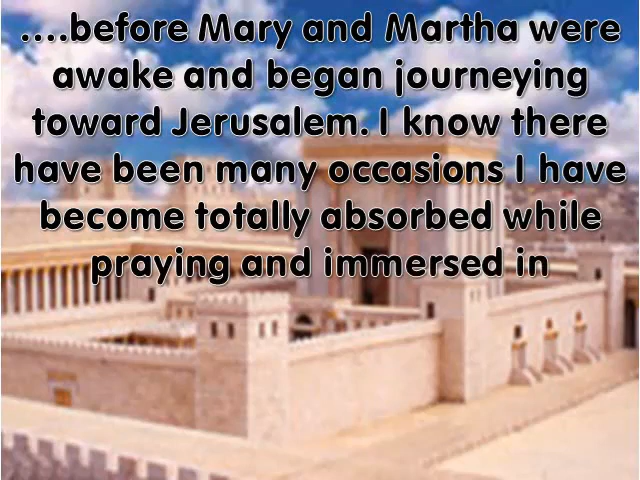 ....before Mary and Martha were
awake and began journeying
toward Jerusalem. I know there
have been many occasions I have
become totally absorbed while
praying and immersed in